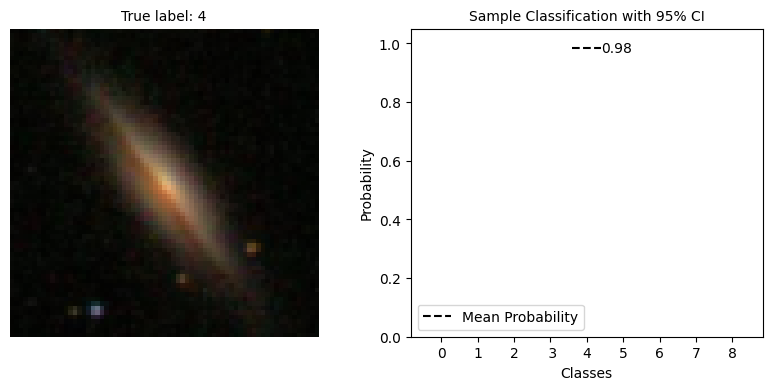 True label: 4
Sample Classification with 95% CI
Probability
1.0
0.8
0.6
0.4
0.2
0.0
0.98
Mean Probability
0 1 2 3 4 5 6 7 8
Classes